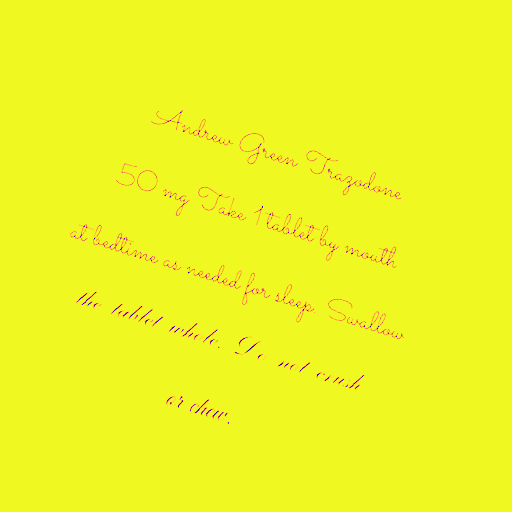 Andrew Green Trazodone
50 mg Take 1 tablet by mouth
at bedtime as needed for sleep. Swallow
the tablet whole. Do not crush
or chew.